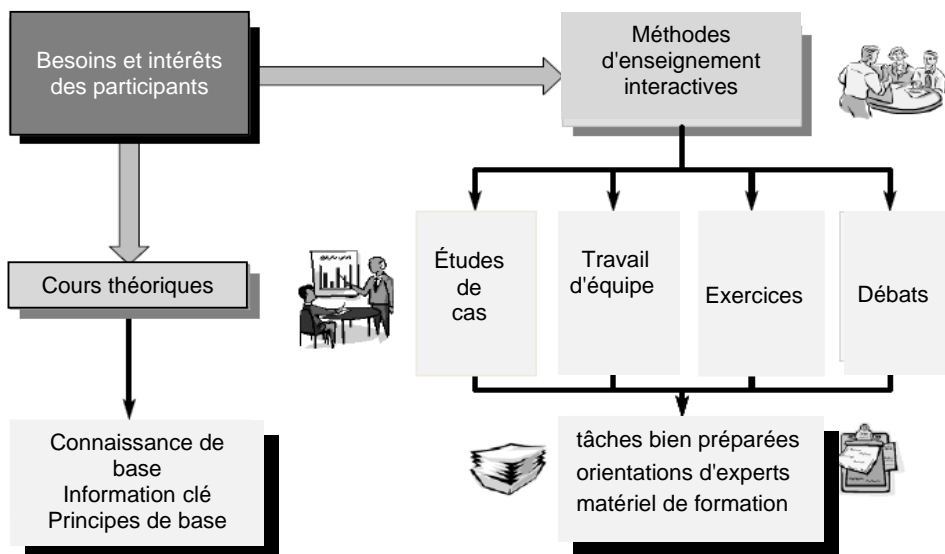 Besoins et intérêts
des participants
Méthodes
d'enseignement
interactives
Cours théoriques
Études
de
cas
Travail
d'équipe
Exercices
Débats
Connaissance de
base
Information clé
Principes de base
tâches bien préparées
orientations d'experts
matériel de formation